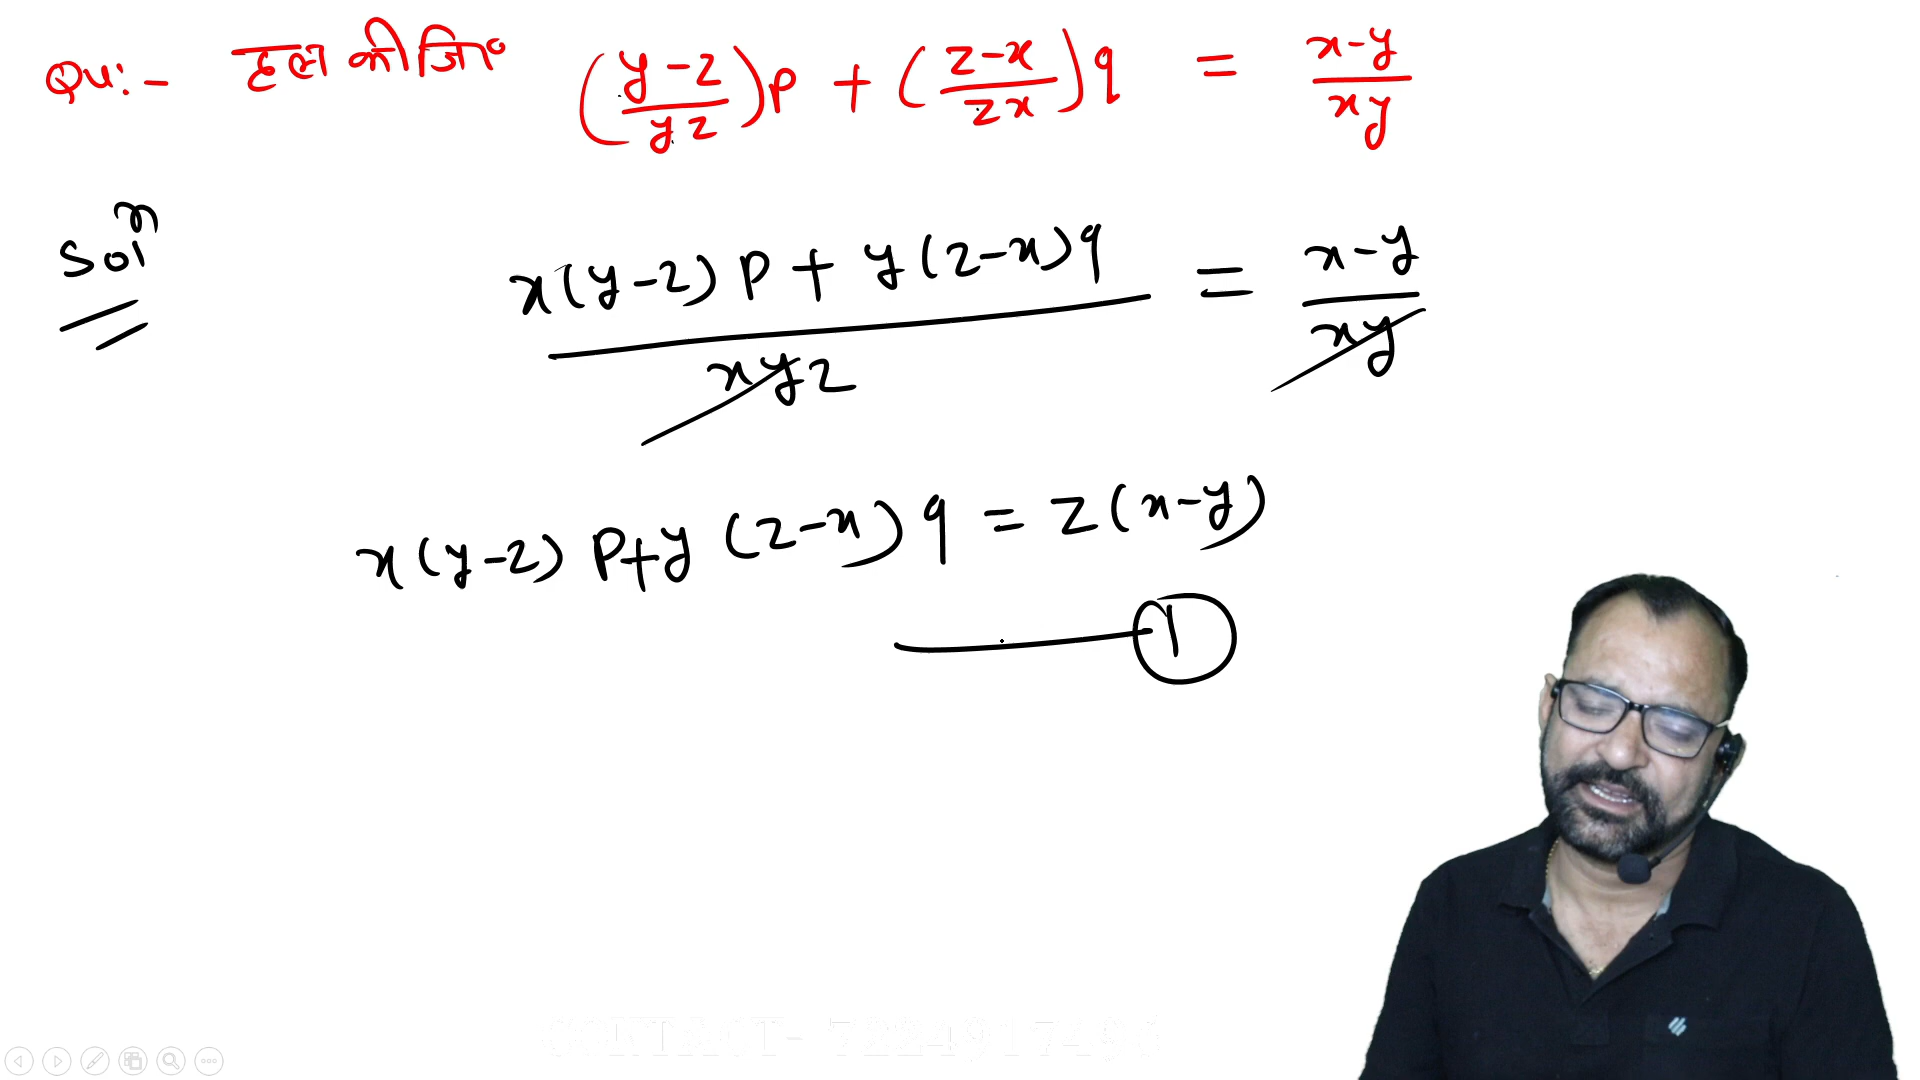 Qu:- हल कीजिए ((y-z)/yz)p + ((z-x)/zx)q = (x-y)/xy
Solⁿ
(x(y-z)p + y(z-x)q)/xyz = (x-y)/xy
x(y-z)p+y(z-x)q = z(x-y)
1